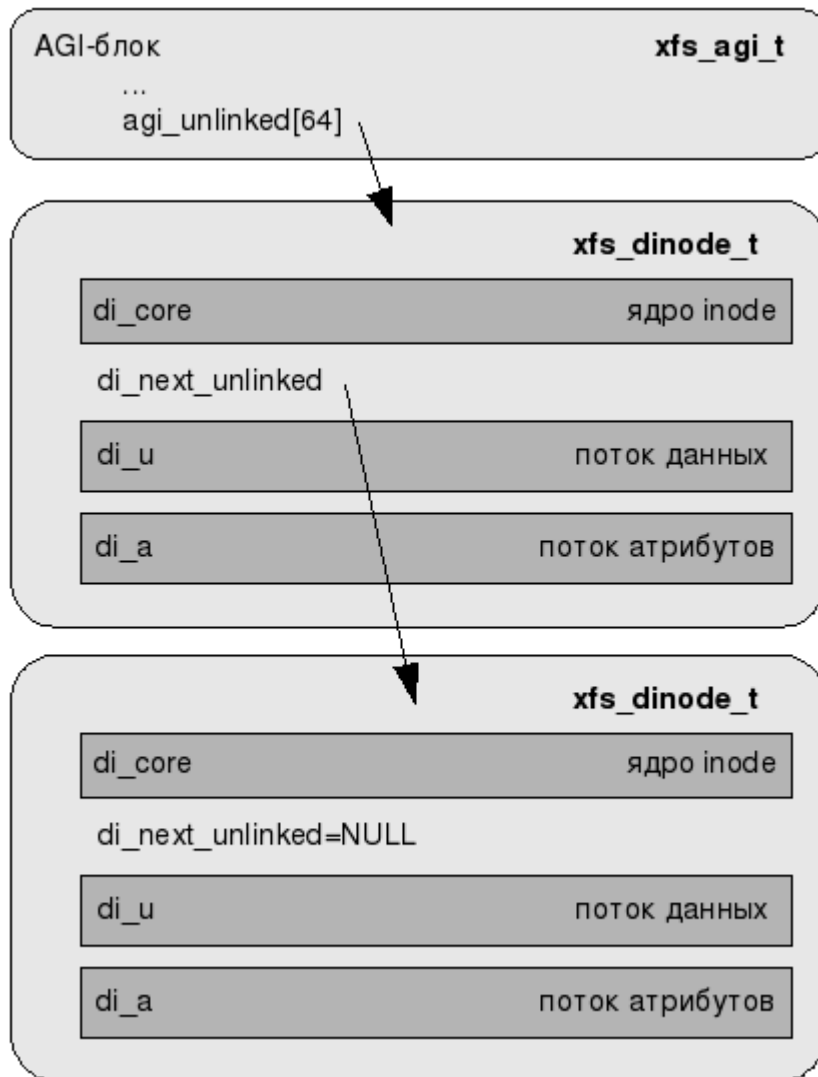 AGI-блок xfs_agi_t
...
agi_unlinked[64]
xfs_dinode_t
di_core ядро inode
di_next_unlinked
di_u поток данных
di_a поток атрибутов
xfs_dinode_t
di_core ядро inode
di_next_unlinked=NULL
di_u поток данных
di_a поток атрибутов